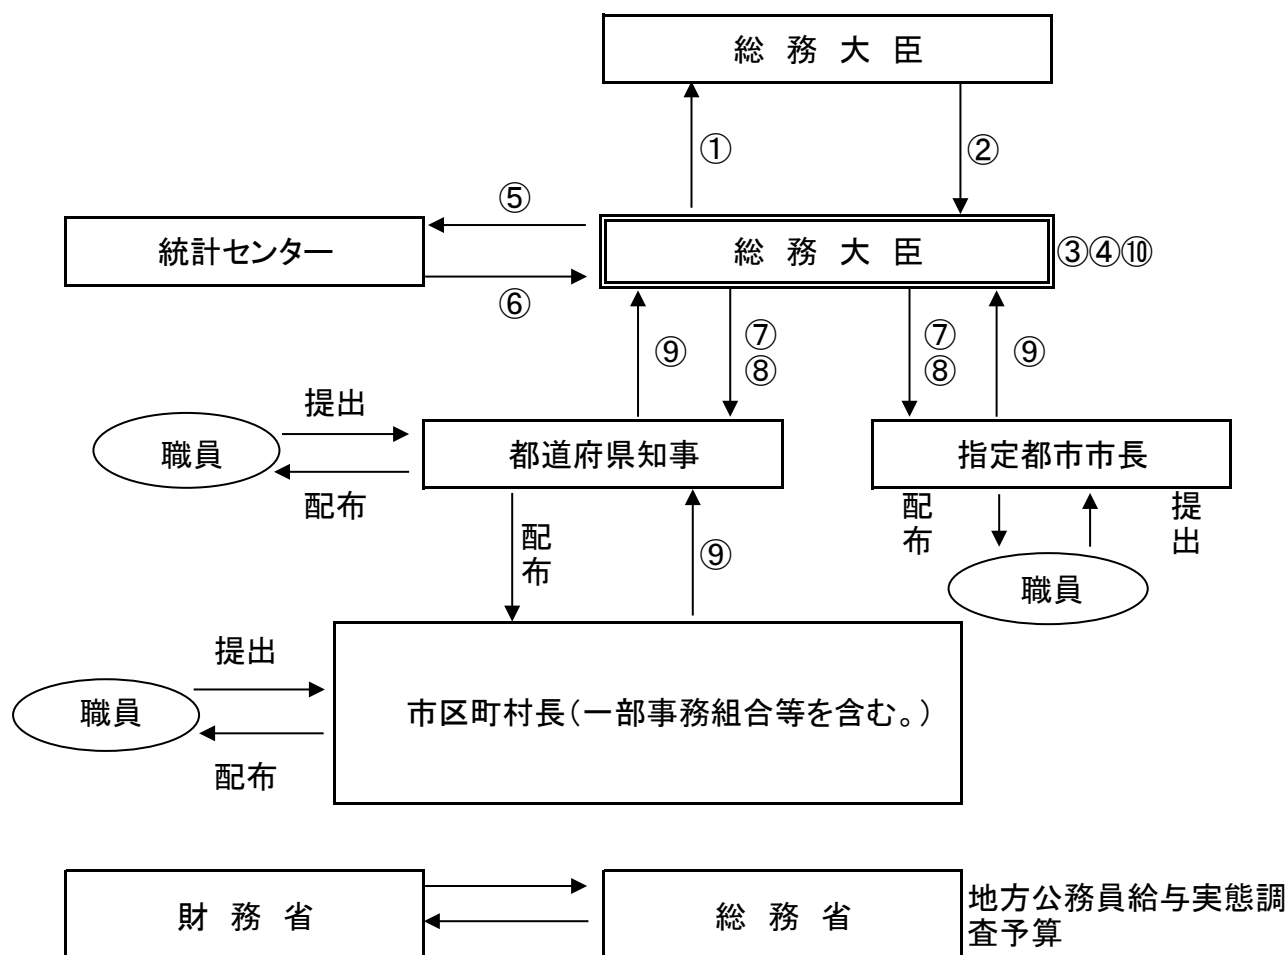 総 務 大 臣
①
②
⑤
統計センター
総 務 大 臣
③④⑩
⑥
⑨
⑦
⑧
⑦
⑧
⑨
提出
職員
都道府県知事
指定都市市長
配布
配布
⑨
配布
提出
職員
提出
職員
市区町村長(一部事務組合等を含む。)
配布
財 務 省
総 務 省
地方公務員給与実態調
査予算